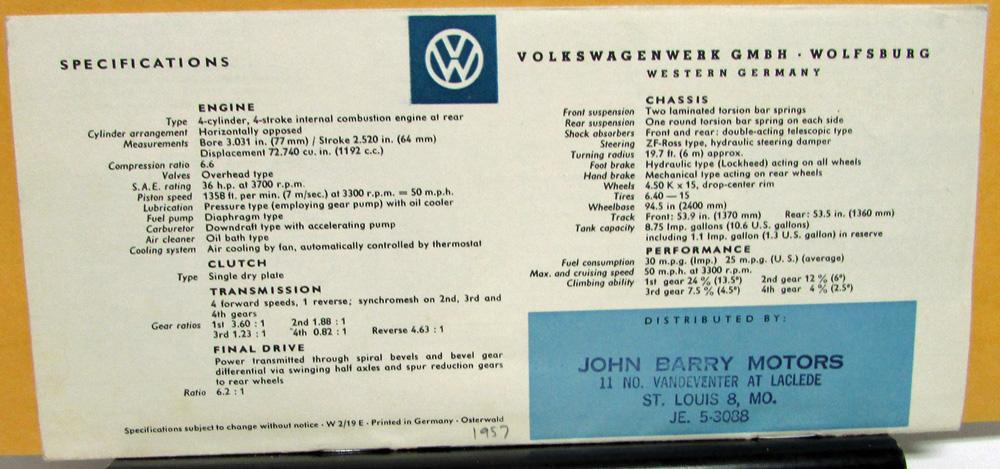 SPECIFICATIONS
ENGINE
Type 4-cylinder, 4-stroke internal combustion engine at rear
Cylinder arrangement Horizontally opposed
Measurements Bore 3.031 in. (77 mm) / Stroke 2.520 in. (64 mm)
Displacement 72.740 cu. in. (1192 c.c.)
Compression ratio 6.6
Valves Overhead type
S.A.E. rating 36 h.p. at 3700 r.p.m.
Piston speed 1358 ft. per min. (7 m/sec.) at 3300 r.p.m. = 50 m.p.h.
Lubrication Pressure type (employing gear pump) with oil cooler
Fuel pump Diaphragm type
Carburetor Downdraft type with accelerating pump
Air cleaner Oil bath type
Cooling system Air cooling by fan, automatically controlled by thermostat
CLUTCH
Type Single dry plate
TRANSMISSION
4 forward speeds, 1 reverse; synchromesh on 2nd, 3rd and
4th gears
Gear ratios 1st 3.60 : 1 2nd 1.88 : 1
3rd 1.23 : 1 4th 0.82 : 1 Reverse 4.63 : 1
FINAL DRIVE
Power transmitted through spiral bevels and bevel gear
differential via swinging half axles and spur reduction gears
to rear wheels
Ratio 6.2 : 1
Specifications subject to change without notice · W 2/19 E · Printed in Germany · Osterwald
1957
VW
VOLKSWAGENWERK GMBH · WOLFSBURG
WESTERN GERMANY
CHASSIS
Front suspension Two laminated torsion bar springs
Rear suspension One round torsion bar spring on each side
Shock absorbers Front and rear: double-acting telescopic type
Steering ZF-Ross type, hydraulic steering damper
Turning radius 19.7 ft. (6 m) approx.
Foot brake Hydraulic type (Lockheed) acting on all wheels
Hand brake Mechanical type acting on rear wheels
Wheels 4.50 K x 15, drop-center rim
Tires 6.40 — 15
Wheelbase 94.5 in (2400 mm)
Track Front: 53.9 in. (1370 mm) Rear: 53.5 in. (1360 mm)
Tank capacity 8.75 Imp. gallons (10.6 U.S. gallons)
including 1.1 Imp. gallon (1.3 U.S. gallon) in reserve
PERFORMANCE
Fuel consumption 30 m.p.g. (Imp.) 25 m.p.g. (U.S.) (average)
Max. and cruising speed 50 m.p.h. at 3300 r.p.m.
Climbing ability 1st gear 24 % (13.5°) 2nd gear 12 % (6°)
3rd gear 7.5 % (4.5°) 4th gear 4 % (2.5°)
DISTRIBUTED BY:
JOHN BARRY MOTORS
11 NO. VANDEVENTER AT LACLEDE
ST. LOUIS 8, MO.
JE. 5-3088